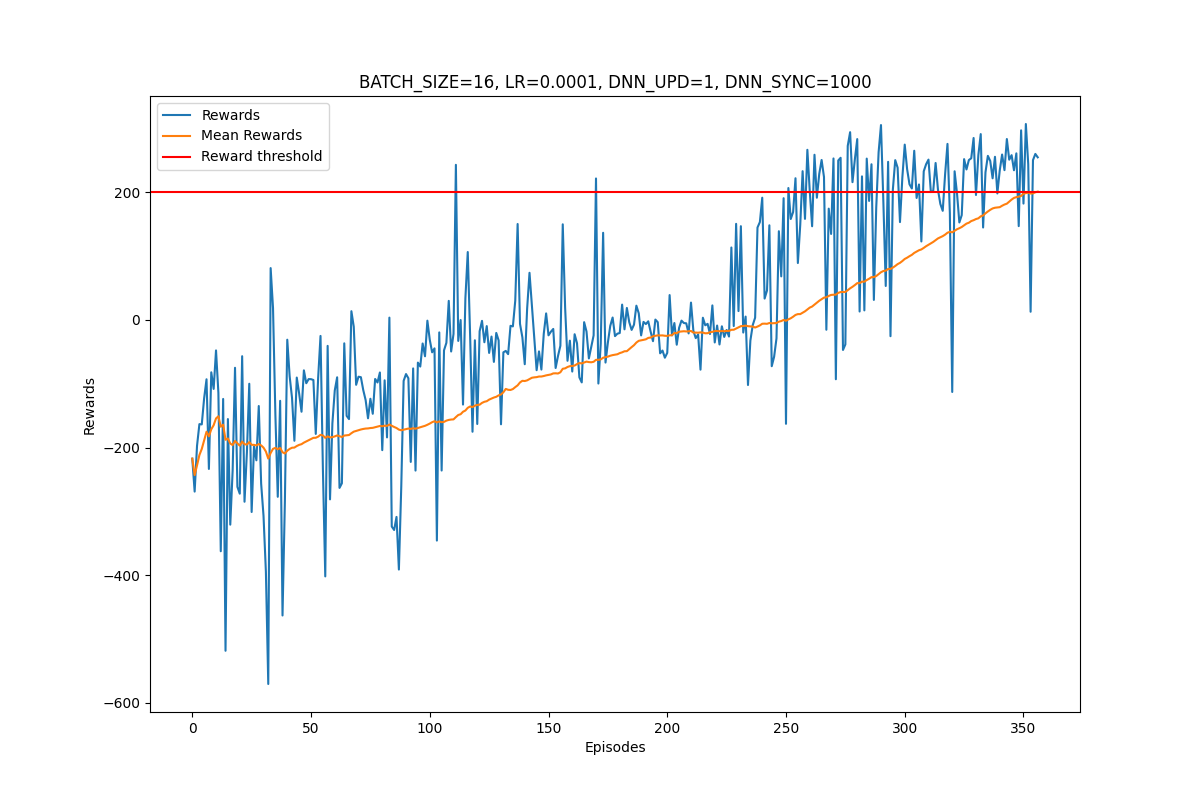 BATCH_SIZE=16, LR=0.0001, DNN_UPD=1, DNN_SYNC=1000
Rewards
Mean Rewards
Reward threshold
200
0
−200
−400
−600
Rewards
0 50 100 150 200 250 300 350
Episodes